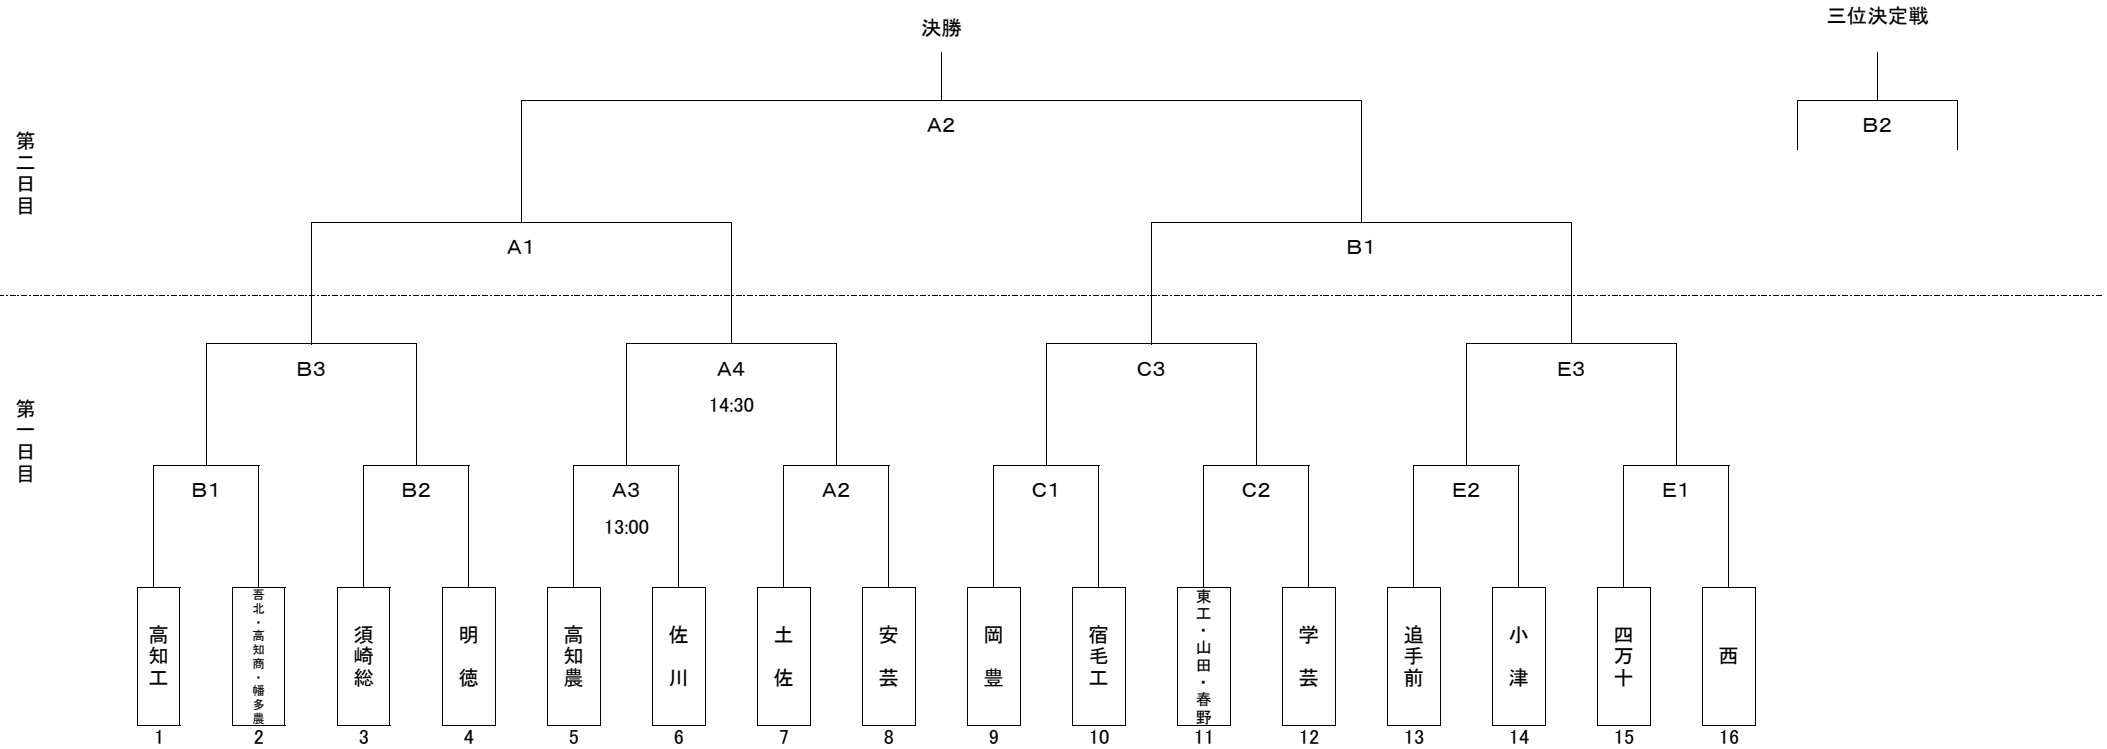 決勝
三位決定戦
A2
B2
第二日目
A1
B1
B3
A4
C3
E3
14:30
第一日目
B1
B2
A3
A2
C1
C2
E2
E1
13:00
高知工
吾北・高知商・幡多農
須崎総
明徳
高知農
佐川
土佐
安芸
岡豊
宿毛工
東工・山田・春野
学芸
追手前
小津
四万十
西
1 2 3 4 5 6 7 8 9 10 11 12 13 14 15 16